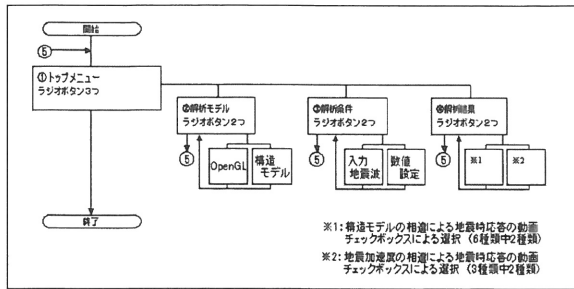 開始
⑤
①トップメニュー
ラジオボタン3つ
②解析モデル
ラジオボタン2つ
③解析条件
ラジオボタン2つ
④解析結果
ラジオボタン2つ
⑤
OpenGL
構造
モデル
⑤
入力
地震波
数値
設定
⑤
※1
※2
終了
※1:構造モデルの相違による地震時応答の動画
チェックボックスによる選択（6種類中2種類）
※2:地震加速度の相違による地震時応答の動画
チェックボックスによる選択（3種類中2種類）